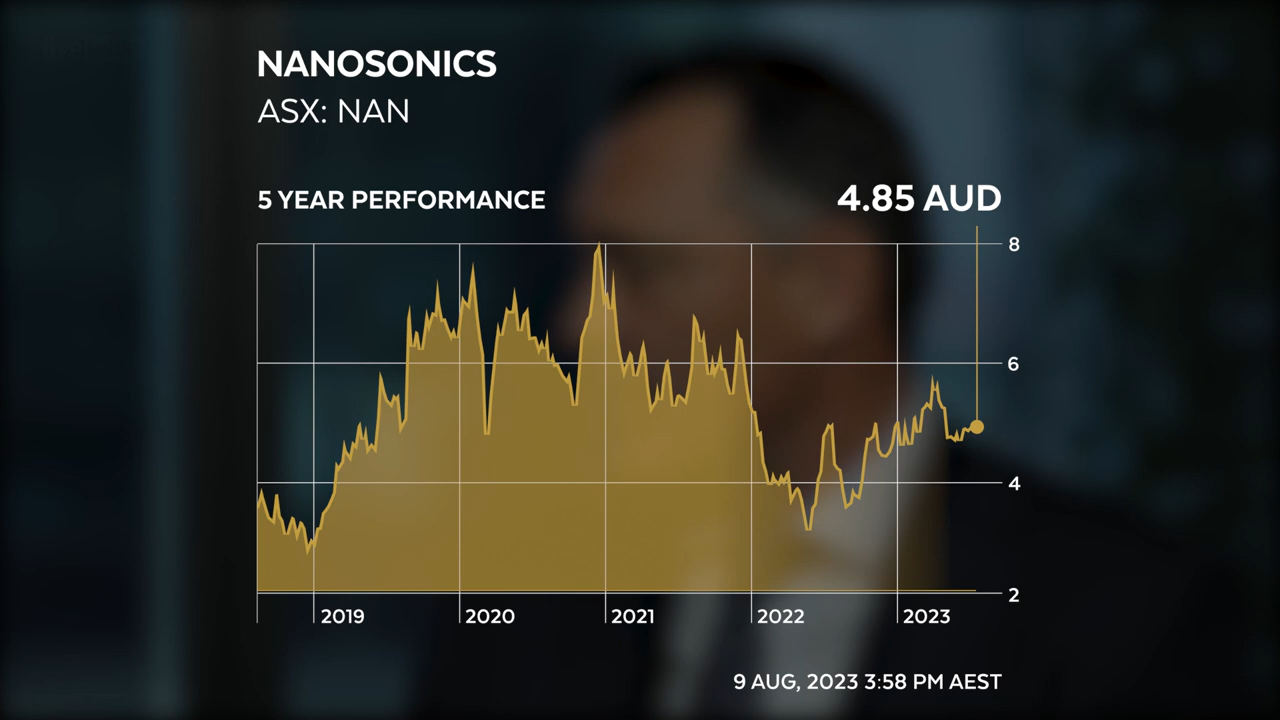 NANOSONICS
ASX: NAN
5 YEAR PERFORMANCE
4.85 AUD
8
6
4
2
2019 2020 2021 2022 2023
9 AUG, 2023 3:58 PM AEST